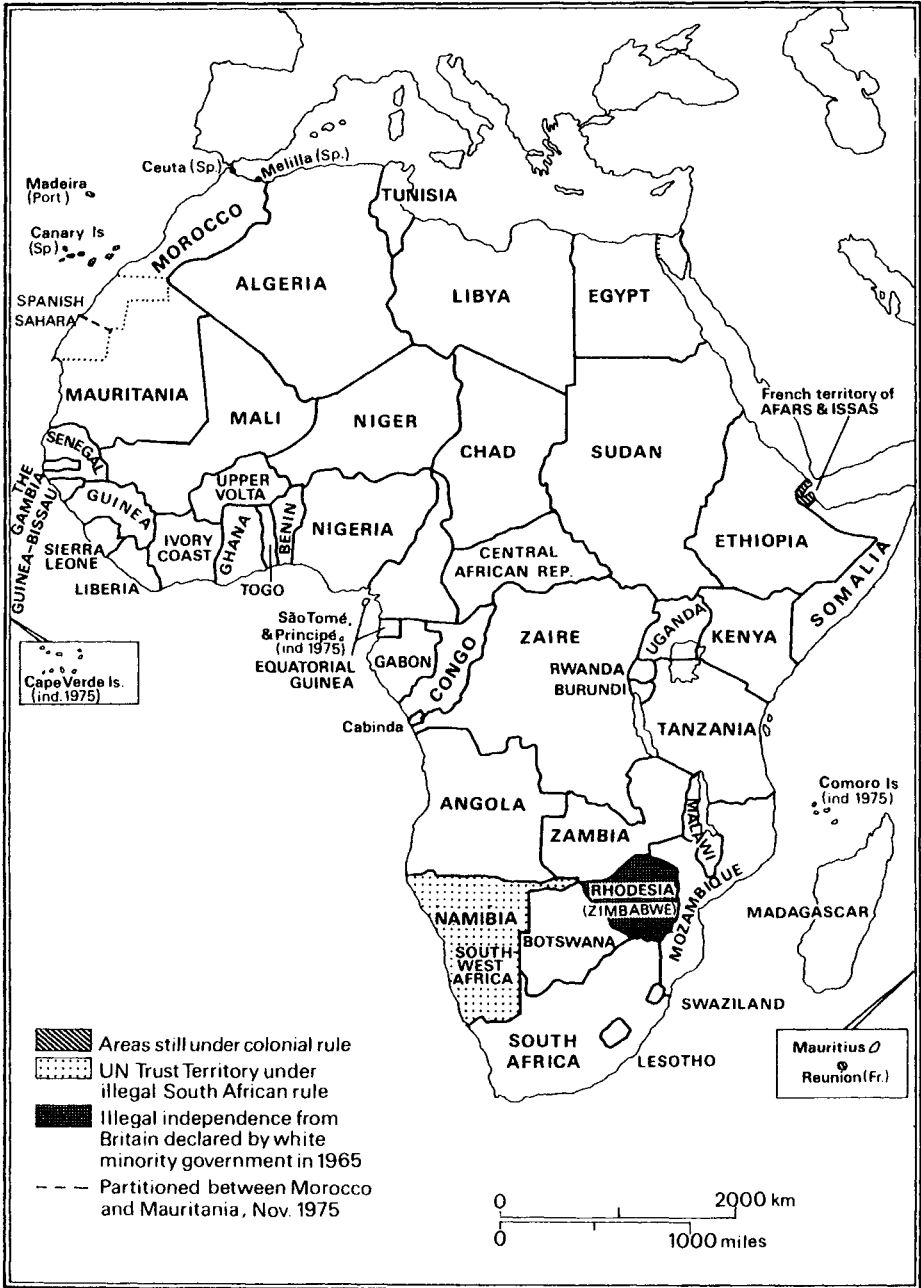 Ceuta (Sp.)
Melilla (Sp.)
Madeira
(Port)
Canary Is
(Sp)
MOROCCO
TUNISIA
ALGERIA
LIBYA
EGYPT
SPANISH
SAHARA
MAURITANIA
MALI
NIGER
CHAD
SUDAN
French territory of
AFARS & ISSAS
SENEGAL
THE
GAMBIA
GUINEA-BISSAU
GUINEA
UPPER
VOLTA
SIERRA
LEONE
LIBERIA
IVORY
COAST
GHANA
TOGO
BENIN
NIGERIA
CENTRAL
AFRICAN REP.
ETHIOPIA
SOMALIA
São Tomé,
& Principé
(ind 1975)
EQUATORIAL
GUINEA
GABON
CONGO
ZAIRE
UGANDA
KENYA
RWANDA
BURUNDI
Cape Verde Is.
(ind. 1975)
Cabinda
TANZANIA
ANGOLA
ZAMBIA
MALAWI
Comoro Is
(ind 1975)
RHODESIA
(ZIMBABWE)
MOZAMBIQUE
MADAGASCAR
NAMIBIA
SOUTH-
WEST
AFRICA
BOTSWANA
SWAZILAND
SOUTH
AFRICA
LESOTHO
Mauritius
Reunion (Fr.)
Areas still under colonial rule
UN Trust Territory under
illegal South African rule
Illegal independence from
Britain declared by white
minority government in 1965
Partitioned between Morocco
and Mauritania, Nov. 1975
0 2000 km
0 1000 miles